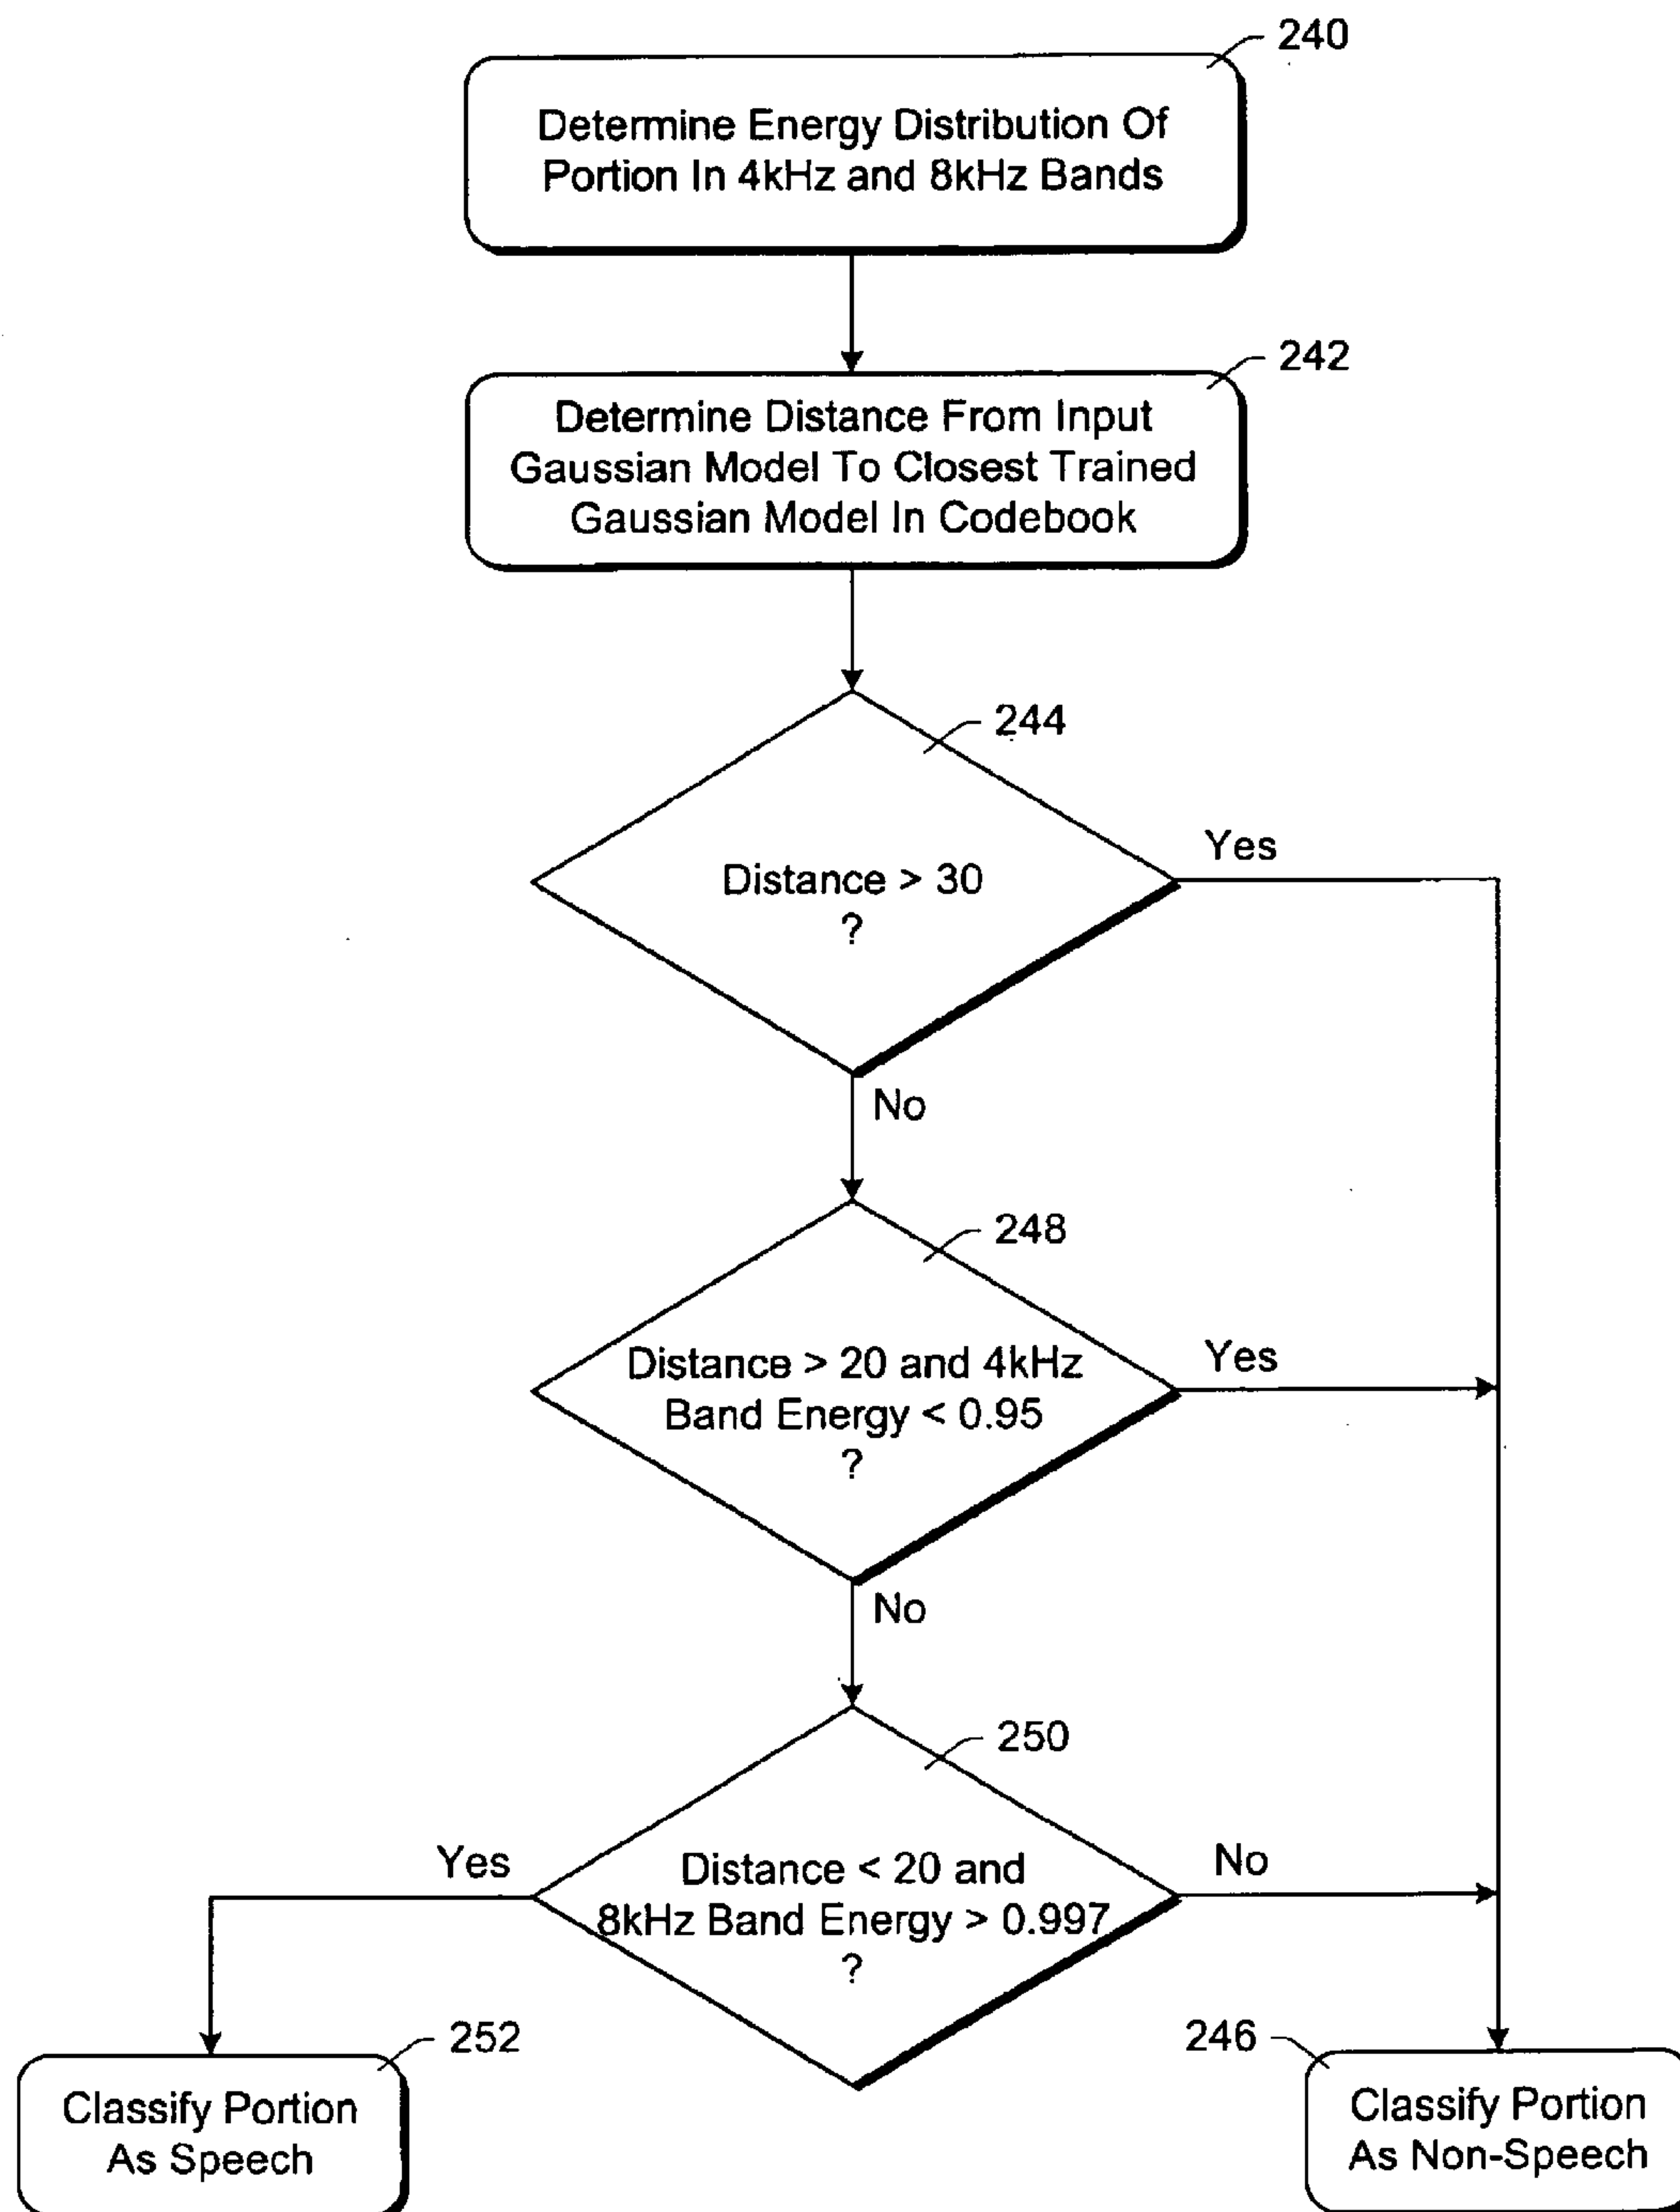 240
Determine Energy Distribution Of
Portion In 4kHz and 8kHz Bands
242
Determine Distance From Input
Gaussian Model To Closest Trained
Gaussian Model In Codebook
244
Distance > 30
?
Yes
No
248
Distance > 20 and 4kHz
Band Energy < 0.95
?
Yes
No
250
Distance < 20 and
8kHz Band Energy > 0.997
?
Yes
No
252
Classify Portion
As Speech
246
Classify Portion
As Non-Speech